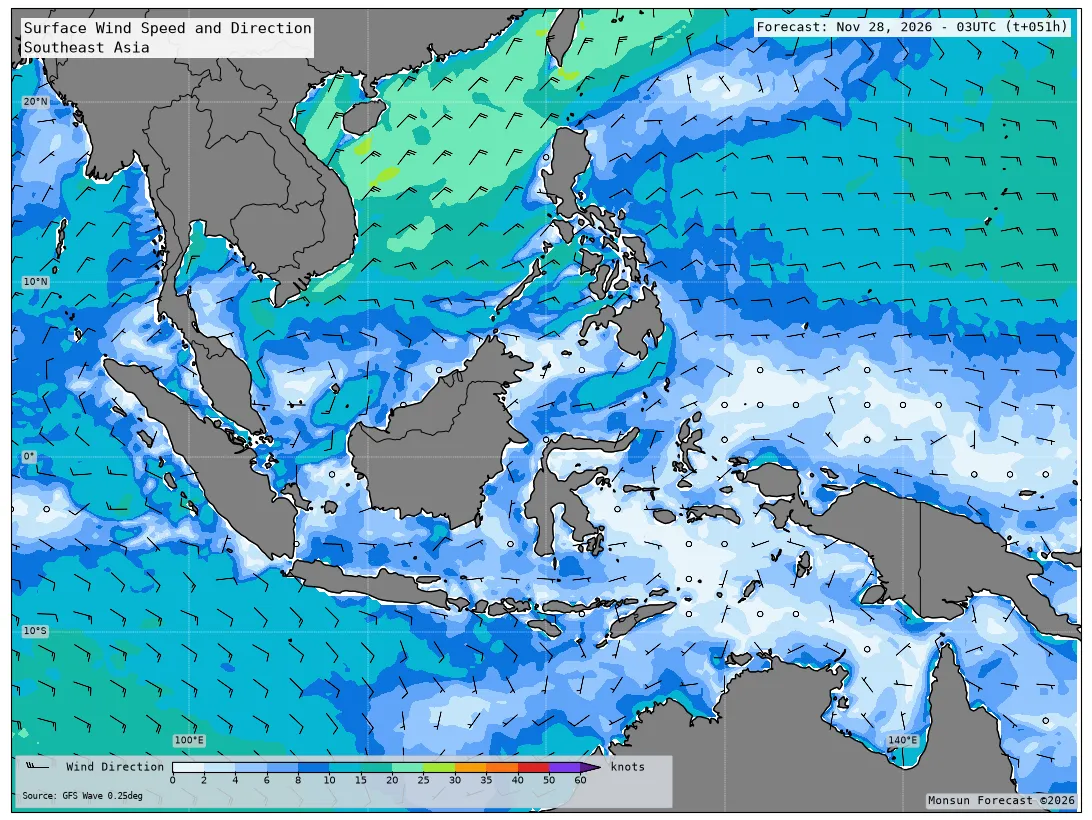 Surface Wind Speed and Direction
Southeast Asia
Forecast: Nov 28, 2026 - 03UTC (t+051h)
20°N
10°N
0°
10°S
100°E
140°E
Wind Direction
knots
0 2 4 6 8 10 15 20 25 30 35 40 50 60
Source: GFS Wave 0.25deg
Monsun Forecast ©2026